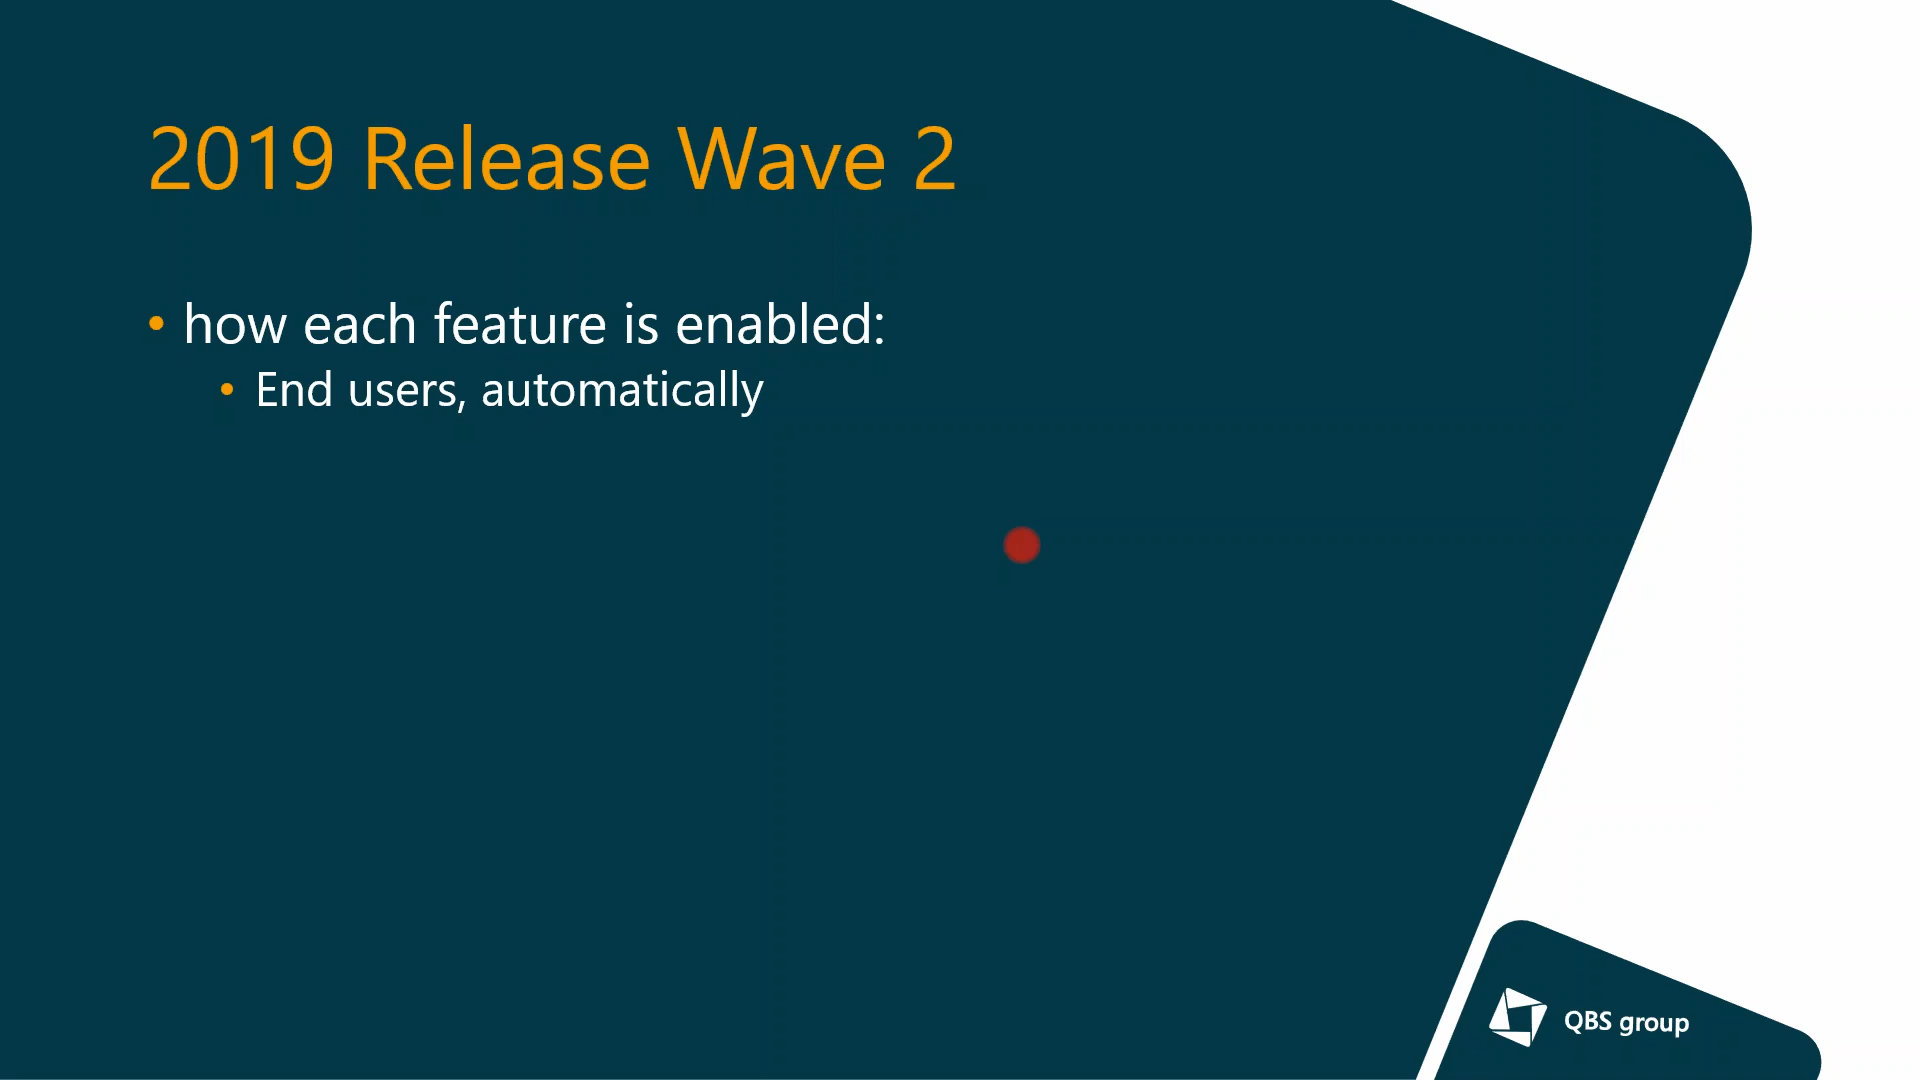 2019 Release Wave 2
• how each feature is enabled:
• End users, automatically
QBS group